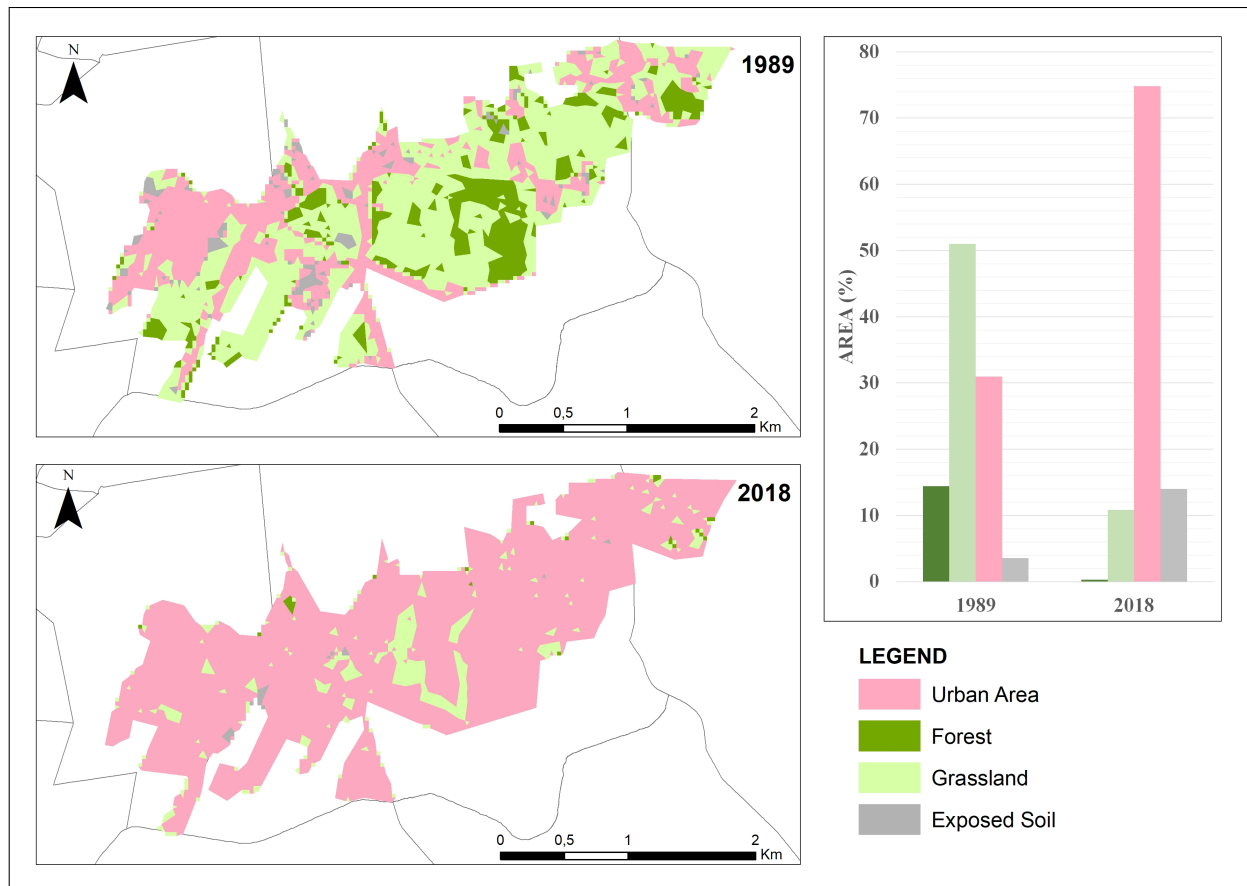 N
1989
0 0,5 1 2
Km
N
2018
0 0,5 1 2
Km
80
70
60
50
40
30
20
10
0
AREA (%)
1989 2018
LEGEND
Urban Area
Forest
Grassland
Exposed Soil